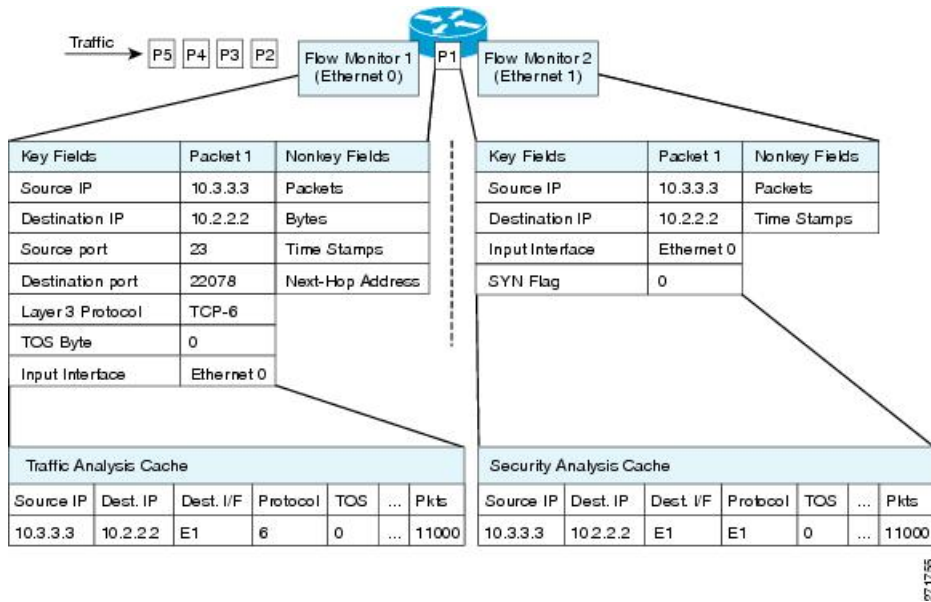 Traffic
P5 P4 P3 P2
Flow Monitor 1
(Ethernet 0)
P1
Flow Monitor 2
(Ethernet 1)
Key Fields Packet 1 Nonkey Fields
Source IP 10.3.3.3 Packets
Destination IP 10.2.2.2 Bytes
Source port 23 Time Stamps
Destination port 22078 Next-Hop Address
Layer 3 Protocol TCP-6
TOS Byte 0
Input Interface Ethernet 0
Key Fields Packet 1 Nonkey Fields
Source IP 10.3.3.3 Packets
Destination IP 10.2.2.2 Time Stamps
Input Interface Ethernet 0
SYN Flag 0
Traffic Analysis Cache
Source IP Dest. IP Dest. I/F Protocol TOS ... Pkts
10.3.3.3 10.2.2.2 E1 6 0 ... 11000
Security Analysis Cache
Source IP Dest. IP Dest. I/F Protocol TOS ... Pkts
10.3.3.3 10.2.2.2 E1 E1 0 ... 11000
271755